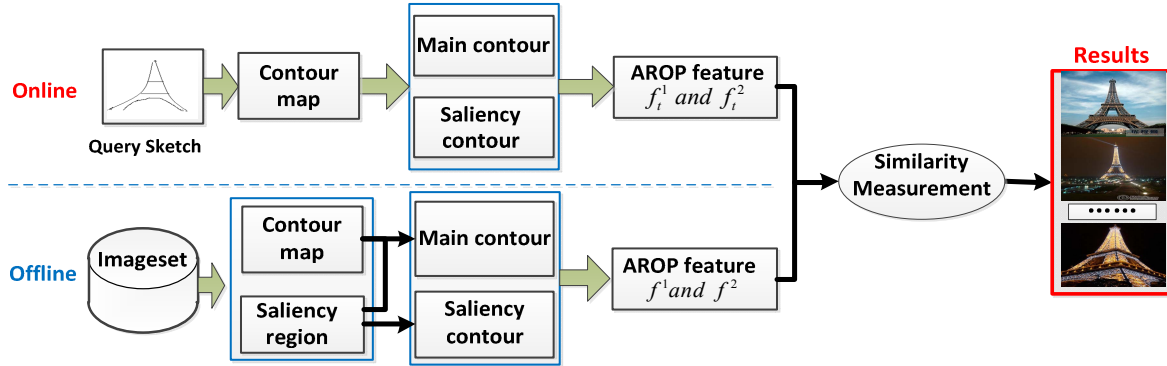 Online
Query Sketch
Contour
map
Main contour
Saliency
contour
AROP feature
f_t^1 and f_t^2
Similarity
Measurement
Results
......
Offline
Imageset
Contour
map
Saliency
region
Main contour
Saliency
contour
AROP feature
f^1 and f^2